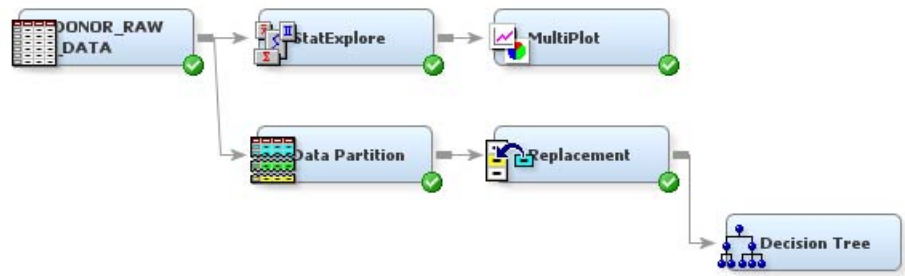 DONOR_RAW
_DATA
StatExplore
MultiPlot
Data Partition
Replacement
Decision Tree